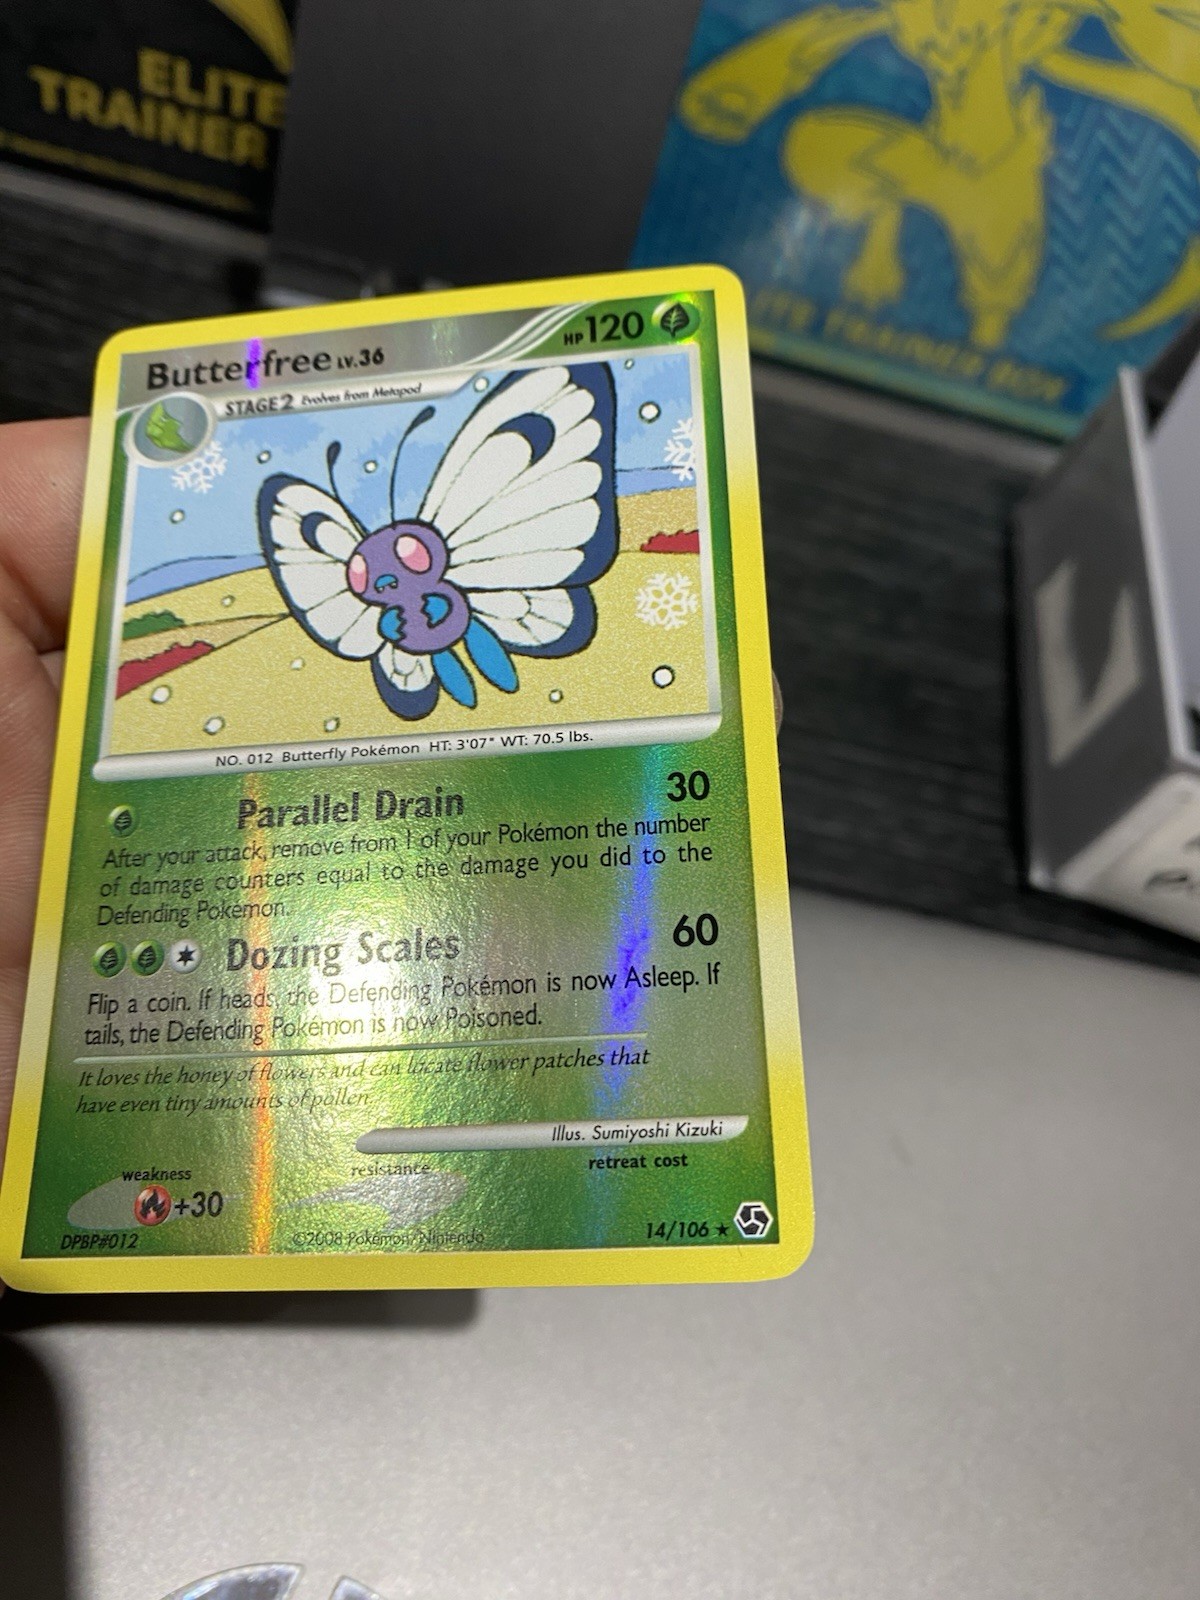 ELITE
TRAINER
ITE TRAINER BOX
Butterfree LV.36
HP 120
STAGE 2 Evolves from Metapod
NO. 012 Butterfly Pokémon HT: 3'07" WT: 70.5 lbs.
Parallel Drain 30
After your attack, remove from 1 of your Pokémon the number
of damage counters equal to the damage you did to the
Defending Pokémon.
Dozing Scales 60
Flip a coin. If heads, the Defending Pokémon is now Asleep. If
tails, the Defending Pokémon is now Poisoned.
It loves the honey of flowers and can locate flower patches that
have even tiny amounts of pollen.
Illus. Sumiyoshi Kizuki
weakness resistance retreat cost
+30
DPBP#012 ©2008 Pokémon/Nintendo 14/106 ★